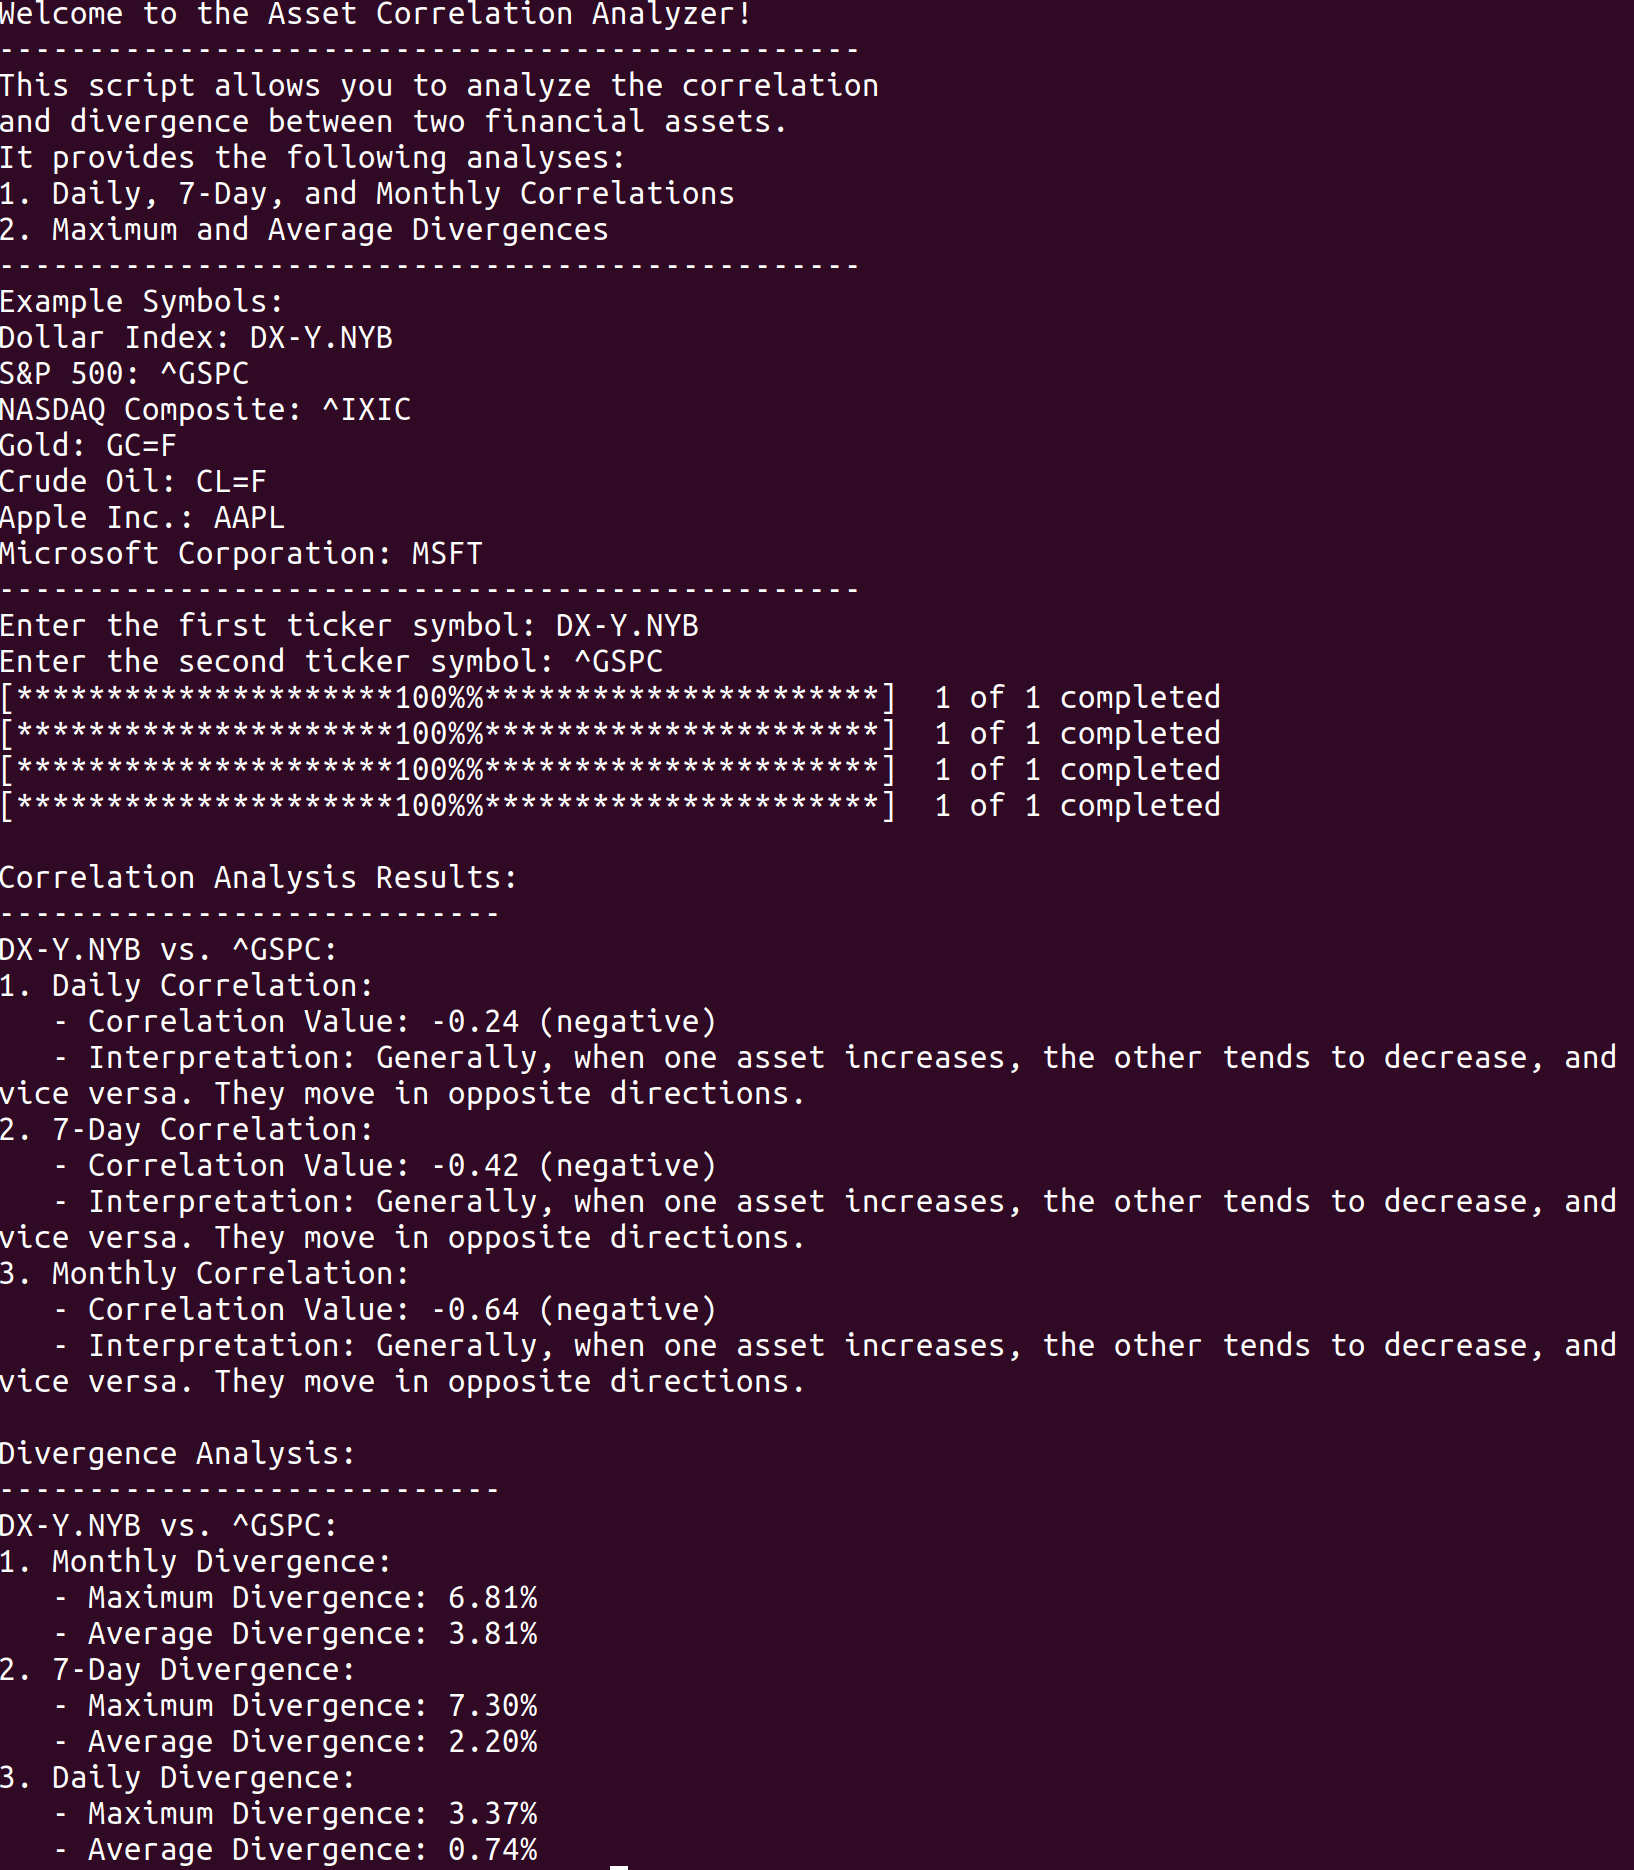 Welcome to the Asset Correlation Analyzer!
------------------------------------------------
This script allows you to analyze the correlation
and divergence between two financial assets.
It provides the following analyses:
1. Daily, 7-Day, and Monthly Correlations
2. Maximum and Average Divergences
------------------------------------------------
Example Symbols:
Dollar Index: DX-Y.NYB
S&P 500: ^GSPC
NASDAQ Composite: ^IXIC
Gold: GC=F
Crude Oil: CL=F
Apple Inc.: AAPL
Microsoft Corporation: MSFT
------------------------------------------------
Enter the first ticker symbol: DX-Y.NYB
Enter the second ticker symbol: ^GSPC
[*********************100%%**********************]  1 of 1 completed
[*********************100%%**********************]  1 of 1 completed
[*********************100%%**********************]  1 of 1 completed
[*********************100%%**********************]  1 of 1 completed

Correlation Analysis Results:
----------------------------
DX-Y.NYB vs. ^GSPC:
1. Daily Correlation:
   - Correlation Value: -0.24 (negative)
   - Interpretation: Generally, when one asset increases, the other tends to decrease, and
vice versa. They move in opposite directions.
2. 7-Day Correlation:
   - Correlation Value: -0.42 (negative)
   - Interpretation: Generally, when one asset increases, the other tends to decrease, and
vice versa. They move in opposite directions.
3. Monthly Correlation:
   - Correlation Value: -0.64 (negative)
   - Interpretation: Generally, when one asset increases, the other tends to decrease, and
vice versa. They move in opposite directions.

Divergence Analysis:
----------------------------
DX-Y.NYB vs. ^GSPC:
1. Monthly Divergence:
   - Maximum Divergence: 6.81%
   - Average Divergence: 3.81%
2. 7-Day Divergence:
   - Maximum Divergence: 7.30%
   - Average Divergence: 2.20%
3. Daily Divergence:
   - Maximum Divergence: 3.37%
   - Average Divergence: 0.74%